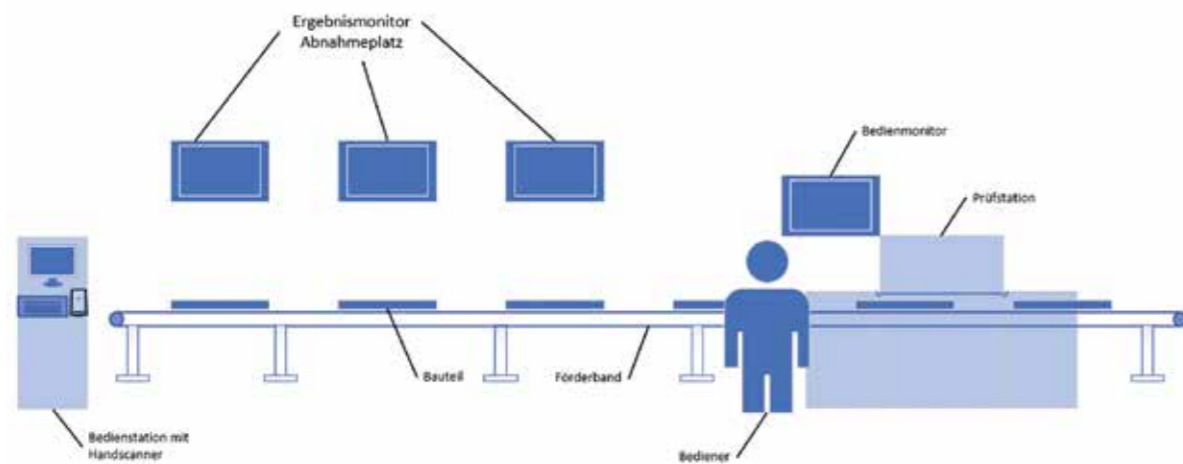 Ergebnismonitor
Abnahmeplatz
Bedienmonitor
Prüfstation
Bauteil
Förderband
Bedienstation mit
Handscanner
Bediener